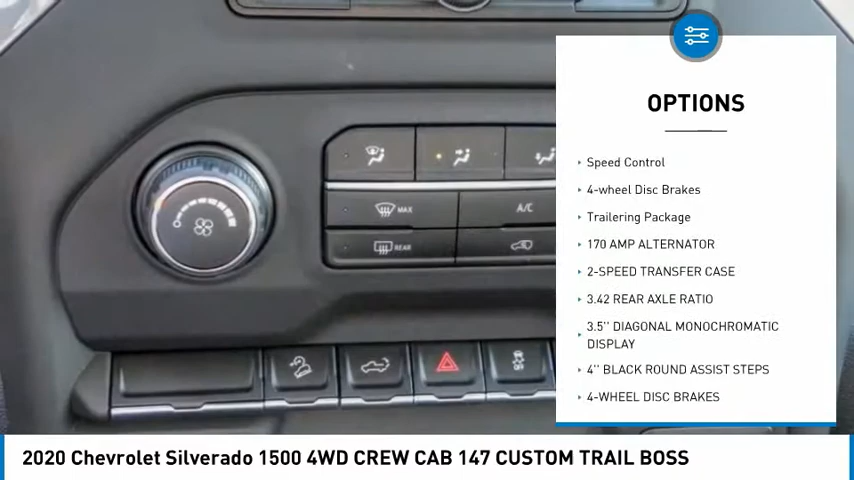 OPTIONS
Speed Control
4-wheel Disc Brakes
Trailering Package
170 AMP ALTERNATOR
2-SPEED TRANSFER CASE
3.42 REAR AXLE RATIO
3.5'' DIAGONAL MONOCHROMATIC
DISPLAY
4'' BLACK ROUND ASSIST STEPS
4-WHEEL DISC BRAKES
MAX
A/C
REAR
OFF
2020 Chevrolet Silverado 1500 4WD CREW CAB 147 CUSTOM TRAIL BOSS